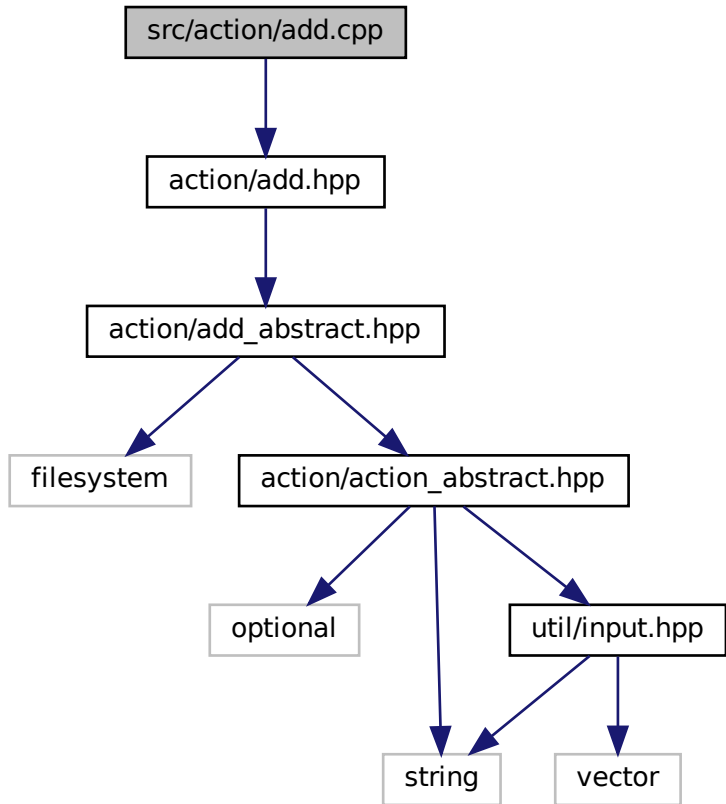 src/action/add.cpp
action/add.hpp
action/add_abstract.hpp
filesystem
action/action_abstract.hpp
optional
util/input.hpp
string
vector